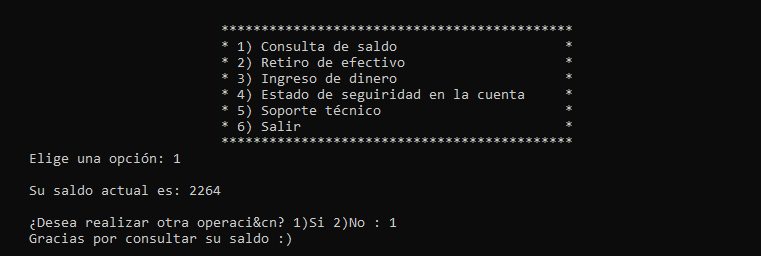 ********************************************
* 1) Consulta de saldo                     *
* 2) Retiro de efectivo                    *
* 3) Ingreso de dinero                     *
* 4) Estado de seguiridad en la cuenta     *
* 5) Soporte técnico                       *
* 6) Salir                                 *
********************************************
Elige una opción: 1
Su saldo actual es: 2264
¿Desea realizar otra operaci&cn? 1)Si 2)No : 1
Gracias por consultar su saldo :)